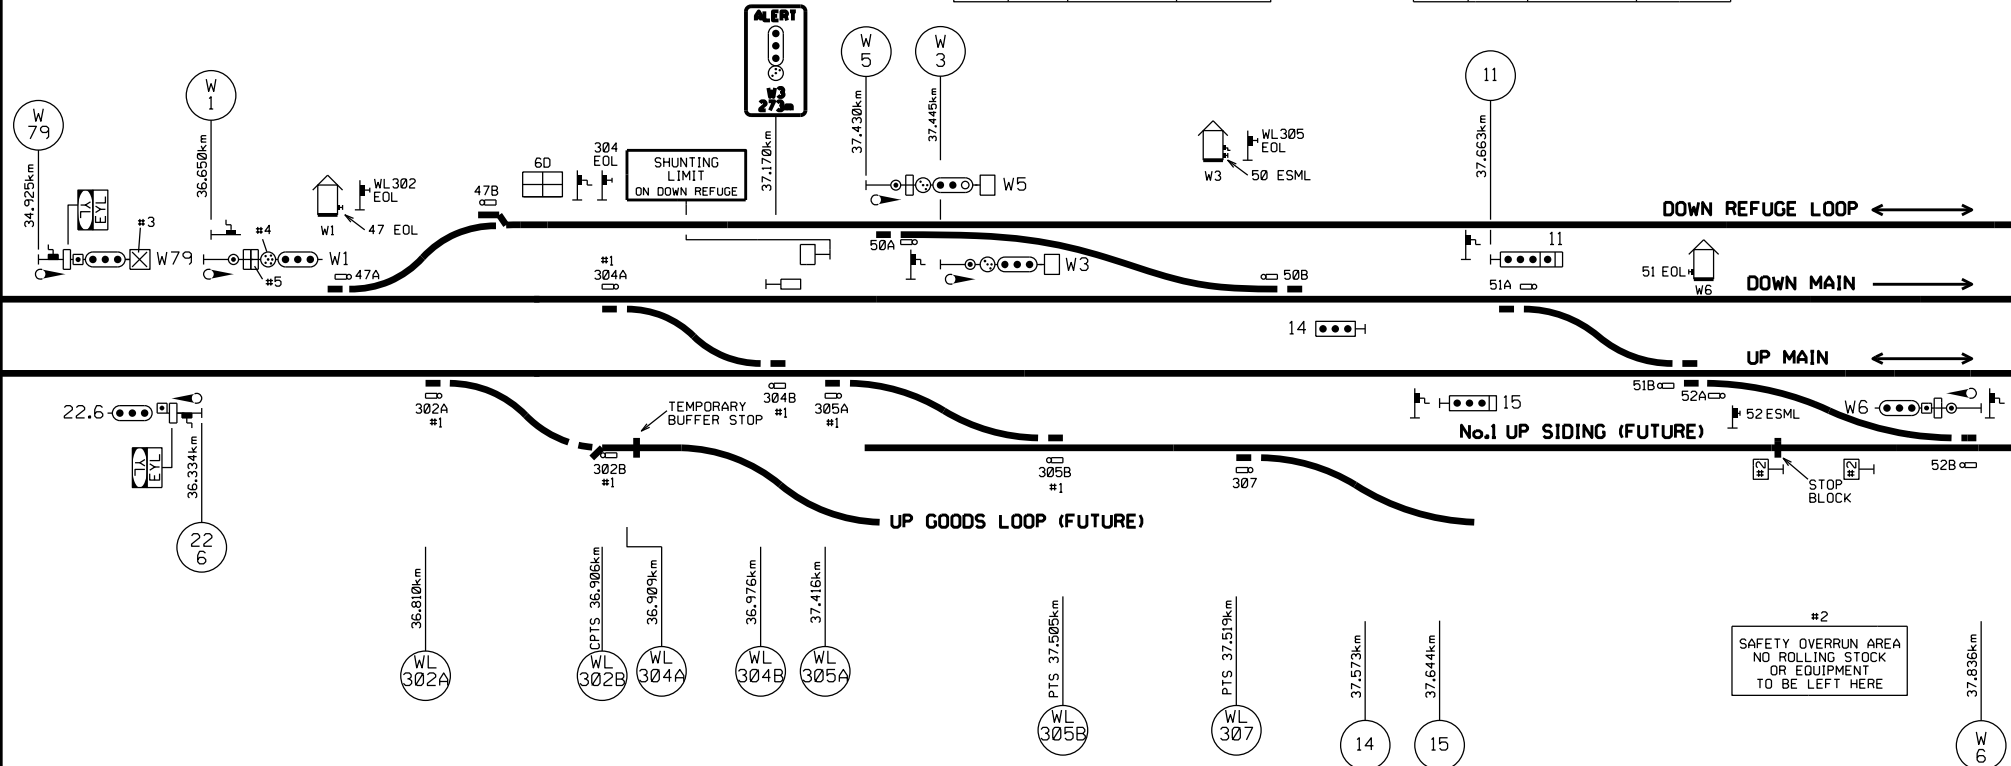 ALERT
W3
273m
W
5
W
3
11
W
1
W
79
34.925km
36.650km
37.170km
37.430km
37.445km
37.663km
YL
EYL
#3
W79
#4
#5
W1
WL302
EOL
W1
47 EOL
47A
47B
6D
304
EOL
SHUNTING
LIMIT
ON DOWN REFUGE
W5
W3
50 ESML
WL305
EOL
DOWN REFUGE LOOP
#1
304A
50A
W3
50B
11
51A
51 EOL
W6
DOWN MAIN
14
UP MAIN
22.6
YL
EYL
36.334km
22
6
302A
#1
TEMPORARY
BUFFER STOP
304B
#1
305A
#1
302B
#1
305B
#1
307
15
No.1 UP SIDING (FUTURE)
51B
52A
52 ESML
W6
#2
#2
STOP
BLOCK
52B
UP GOODS LOOP (FUTURE)
36.810km
CPTS 36.906km
36.909km
36.976km
37.416km
PTS 37.505km
PTS 37.519km
37.573km
37.644km
37.836km
#2
SAFETY OVERRUN AREA
NO ROLLING STOCK
OR EQUIPMENT
TO BE LEFT HERE
WL
302A
WL
302B
WL
304A
WL
304B
WL
305A
WL
305B
WL
307
14
15
W
6